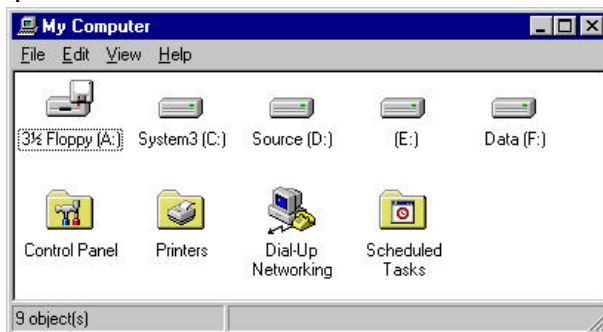 My Computer
File Edit View Help
3½ Floppy (A:) System3 (C:) Source (D:) (E:) Data (F:)
Control Panel Printers Dial-Up Networking Scheduled Tasks
9 object(s)